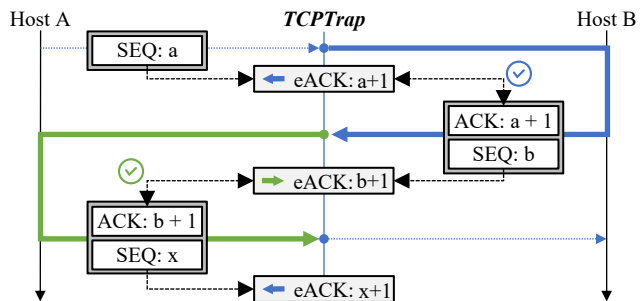 Host A
TCPTrap
Host B
SEQ: a
eACK: a+1
ACK: a + 1
SEQ: b
eACK: b+1
ACK: b + 1
SEQ: x
eACK: x+1